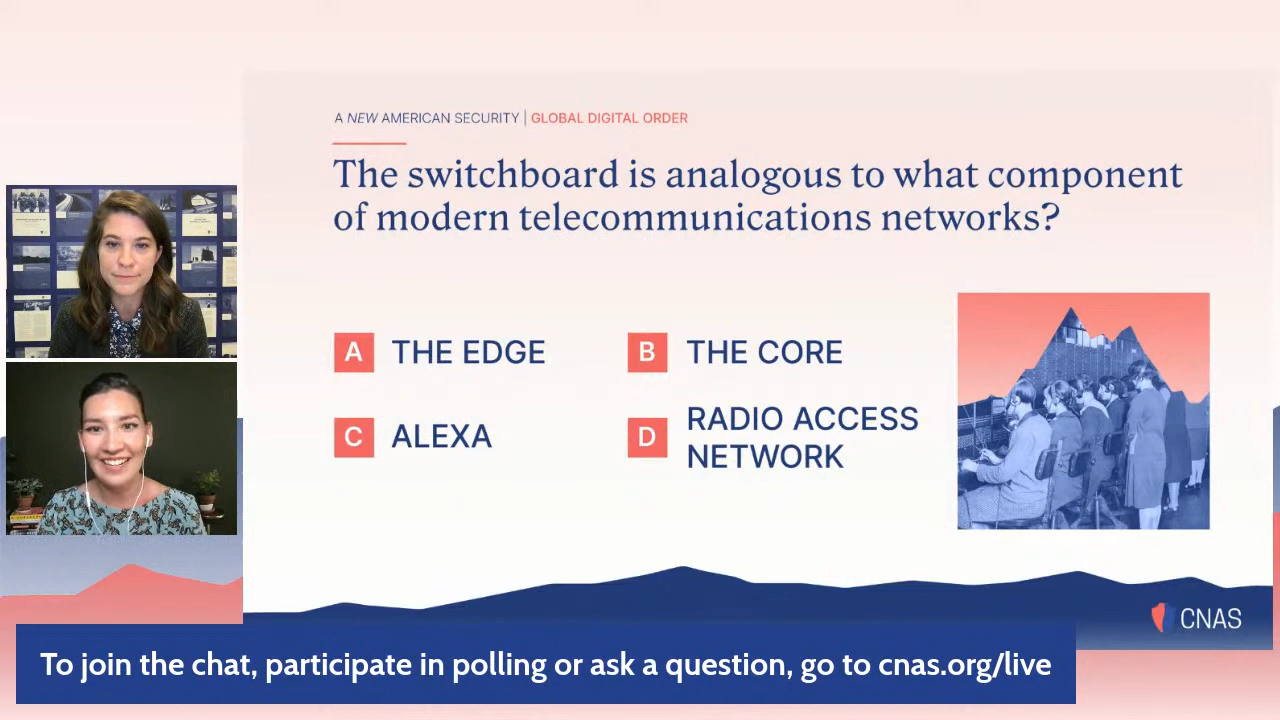 A NEW AMERICAN SECURITY | GLOBAL DIGITAL ORDER
The switchboard is analogous to what component
of modern telecommunications networks?
A THE EDGE
B THE CORE
C ALEXA
D RADIO ACCESS
NETWORK
CNAS
To join the chat, participate in polling or ask a question, go to cnas.org/live